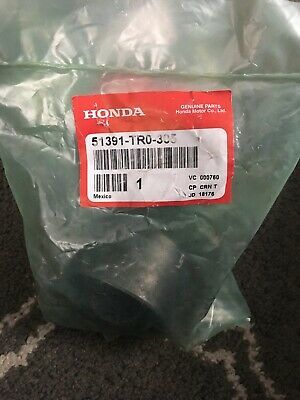 HONDA
GENUINE PARTS
Honda Motor Co., Ltd.
51391-TR0-305
1
VC 000760
CP CRN T
JD 18176
Mexico